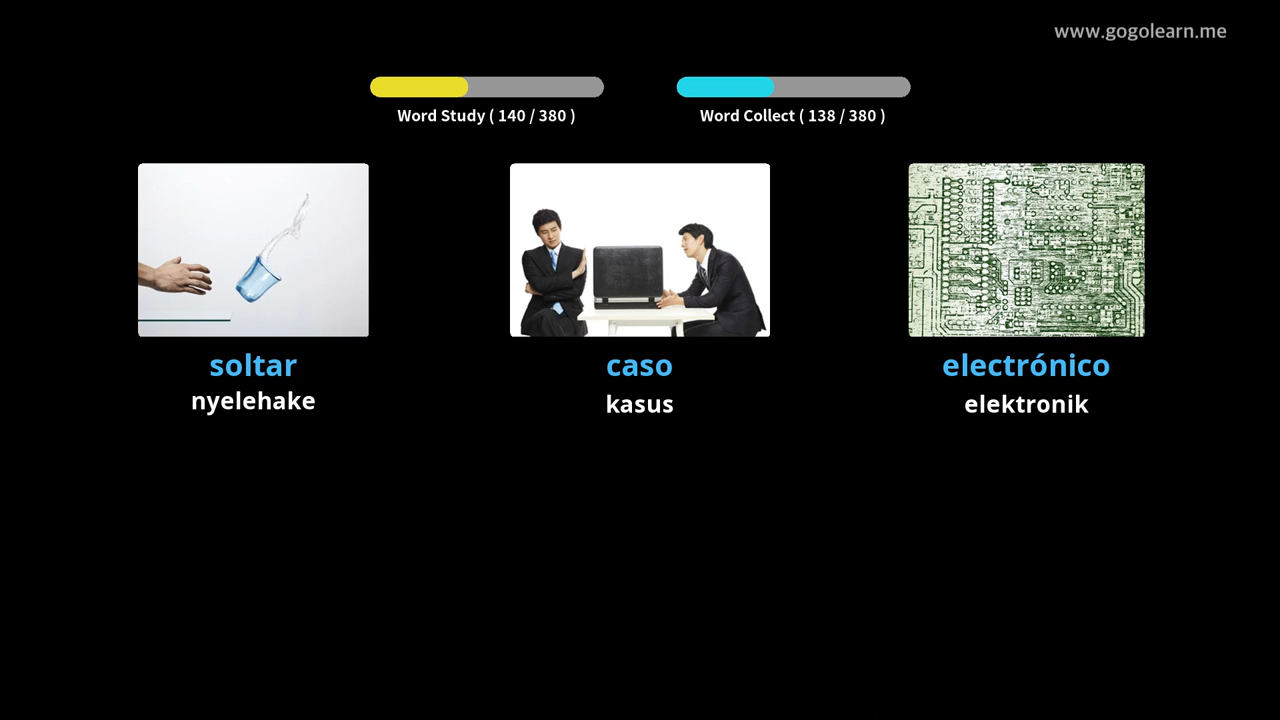 www.gogolearn.me
Word Study ( 140 / 380 )
Word Collect ( 138 / 380 )
soltar
nyelehake
caso
kasus
electrónico
elektronik